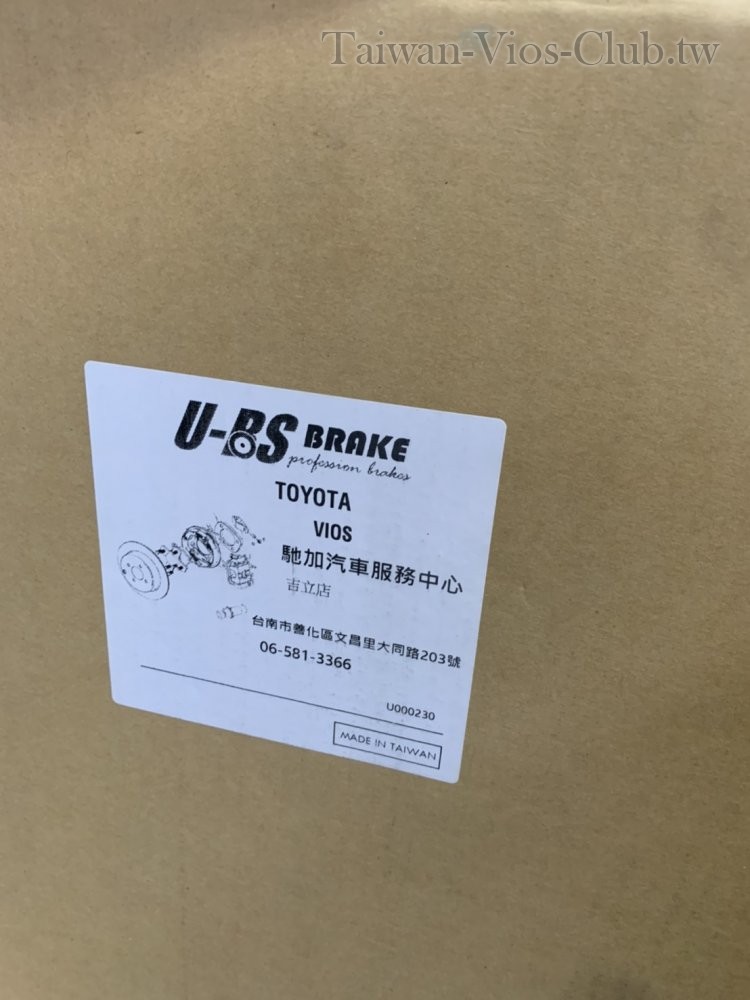 Taiwan-Vios-Club.tw
U-BS BRAKE
profession brakes
TOYOTA
VIOS
馳加汽車服務中心
吉立店
台南市善化區文昌里大同路203號
06-581-3366
U000230
MADE IN TAIWAN